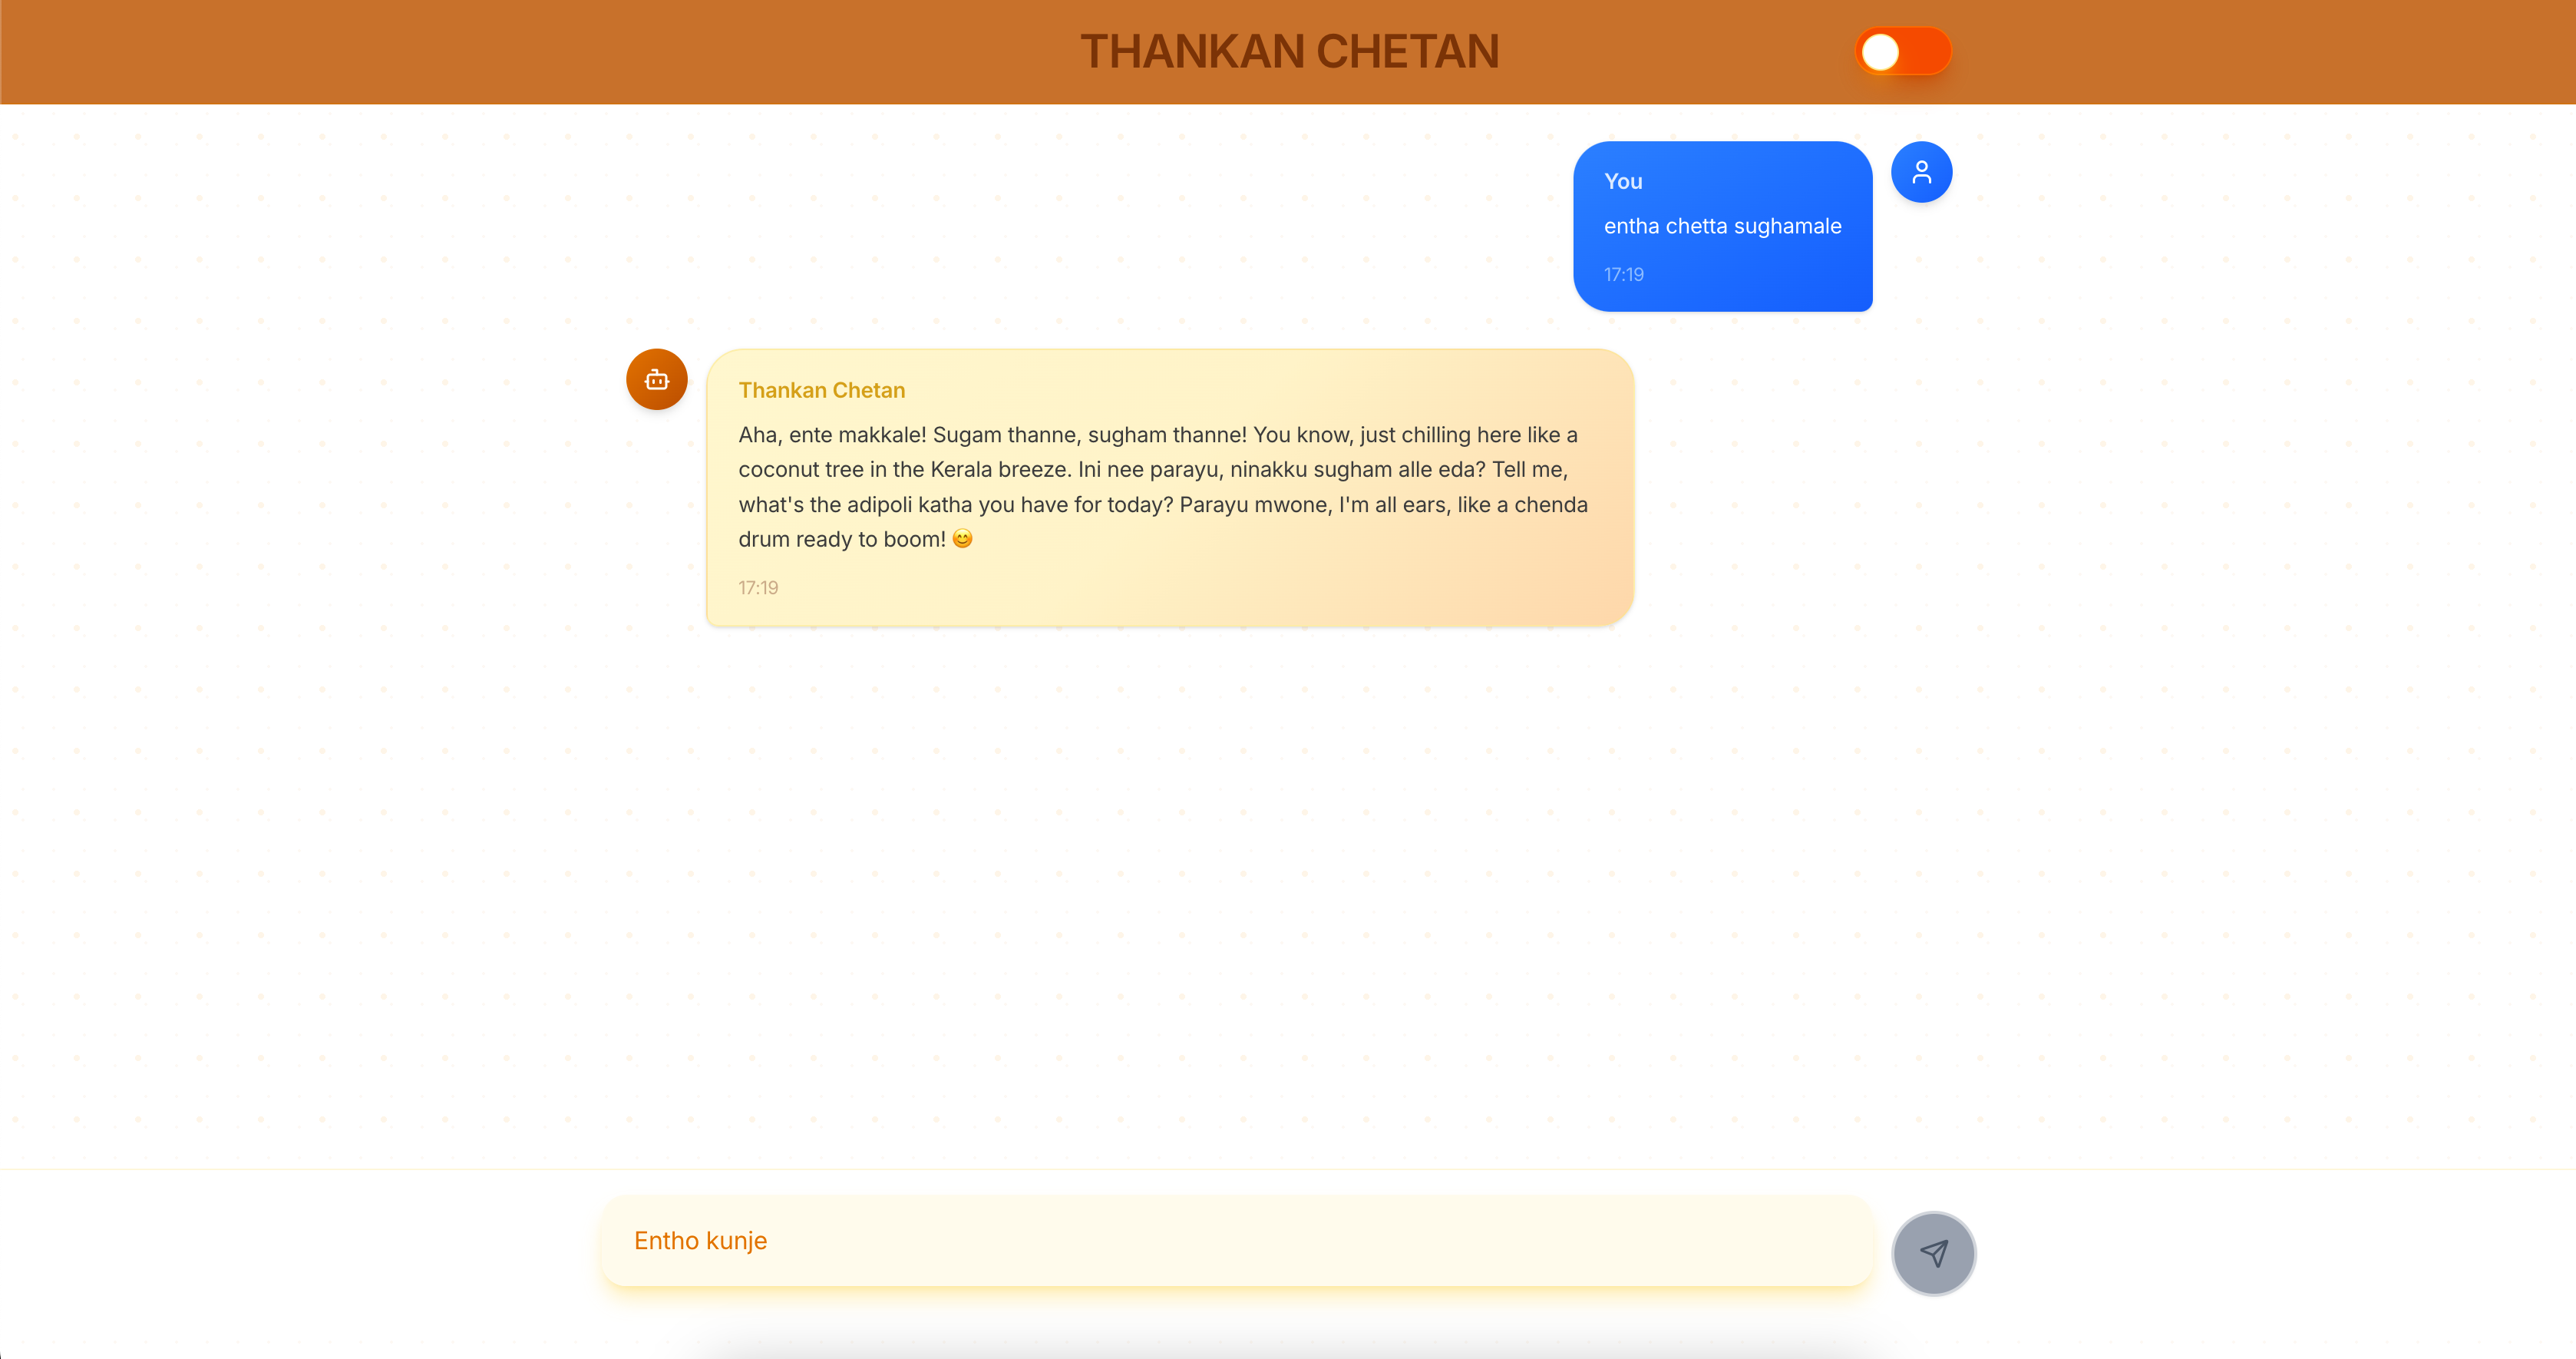 THANKAN CHETAN
You
entha chetta sughamale
17:19
Thankan Chetan
Aha, ente makkale! Sugam thanne, sugham thanne! You know, just chilling here like a
coconut tree in the Kerala breeze. Ini nee parayu, ninakku sugham alle eda? Tell me,
what's the adipoli katha you have for today? Parayu mwone, I'm all ears, like a chenda
drum ready to boom! 😊
17:19
Entho kunje